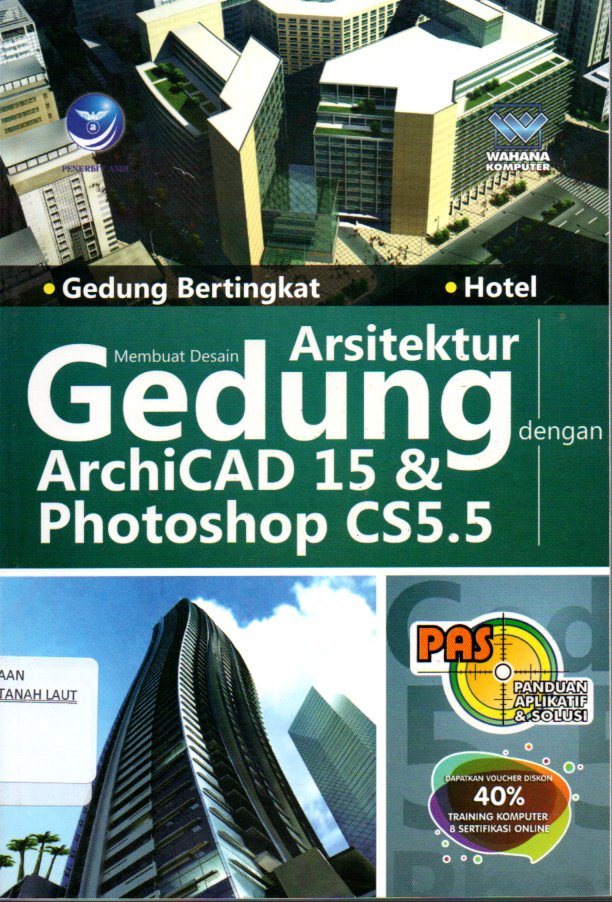 PENERBIT ANDI
WAHANA
KOMPUTER
• Gedung Bertingkat
• Hotel
Membuat Desain
Arsitektur
Gedung
dengan
ArchiCAD 15 &
Photoshop CS5.5
AAN
TANAH LAUT
PAS
PANDUAN
APLIKATIF
& SOLUSI
DAPATKAN VOUCHER DISKON
40%
TRAINING KOMPUTER
8 SERTIFIKASI ONLINE